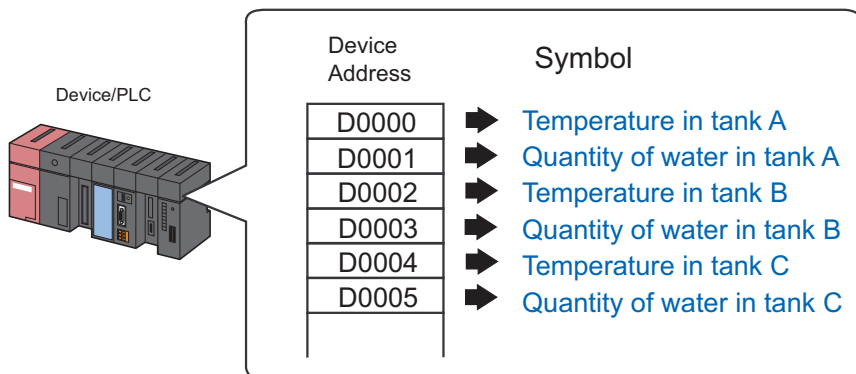 Device/PLC
Device
Address
Symbol
D0000
Temperature in tank A
D0001
Quantity of water in tank A
D0002
Temperature in tank B
D0003
Quantity of water in tank B
D0004
Temperature in tank C
D0005
Quantity of water in tank C